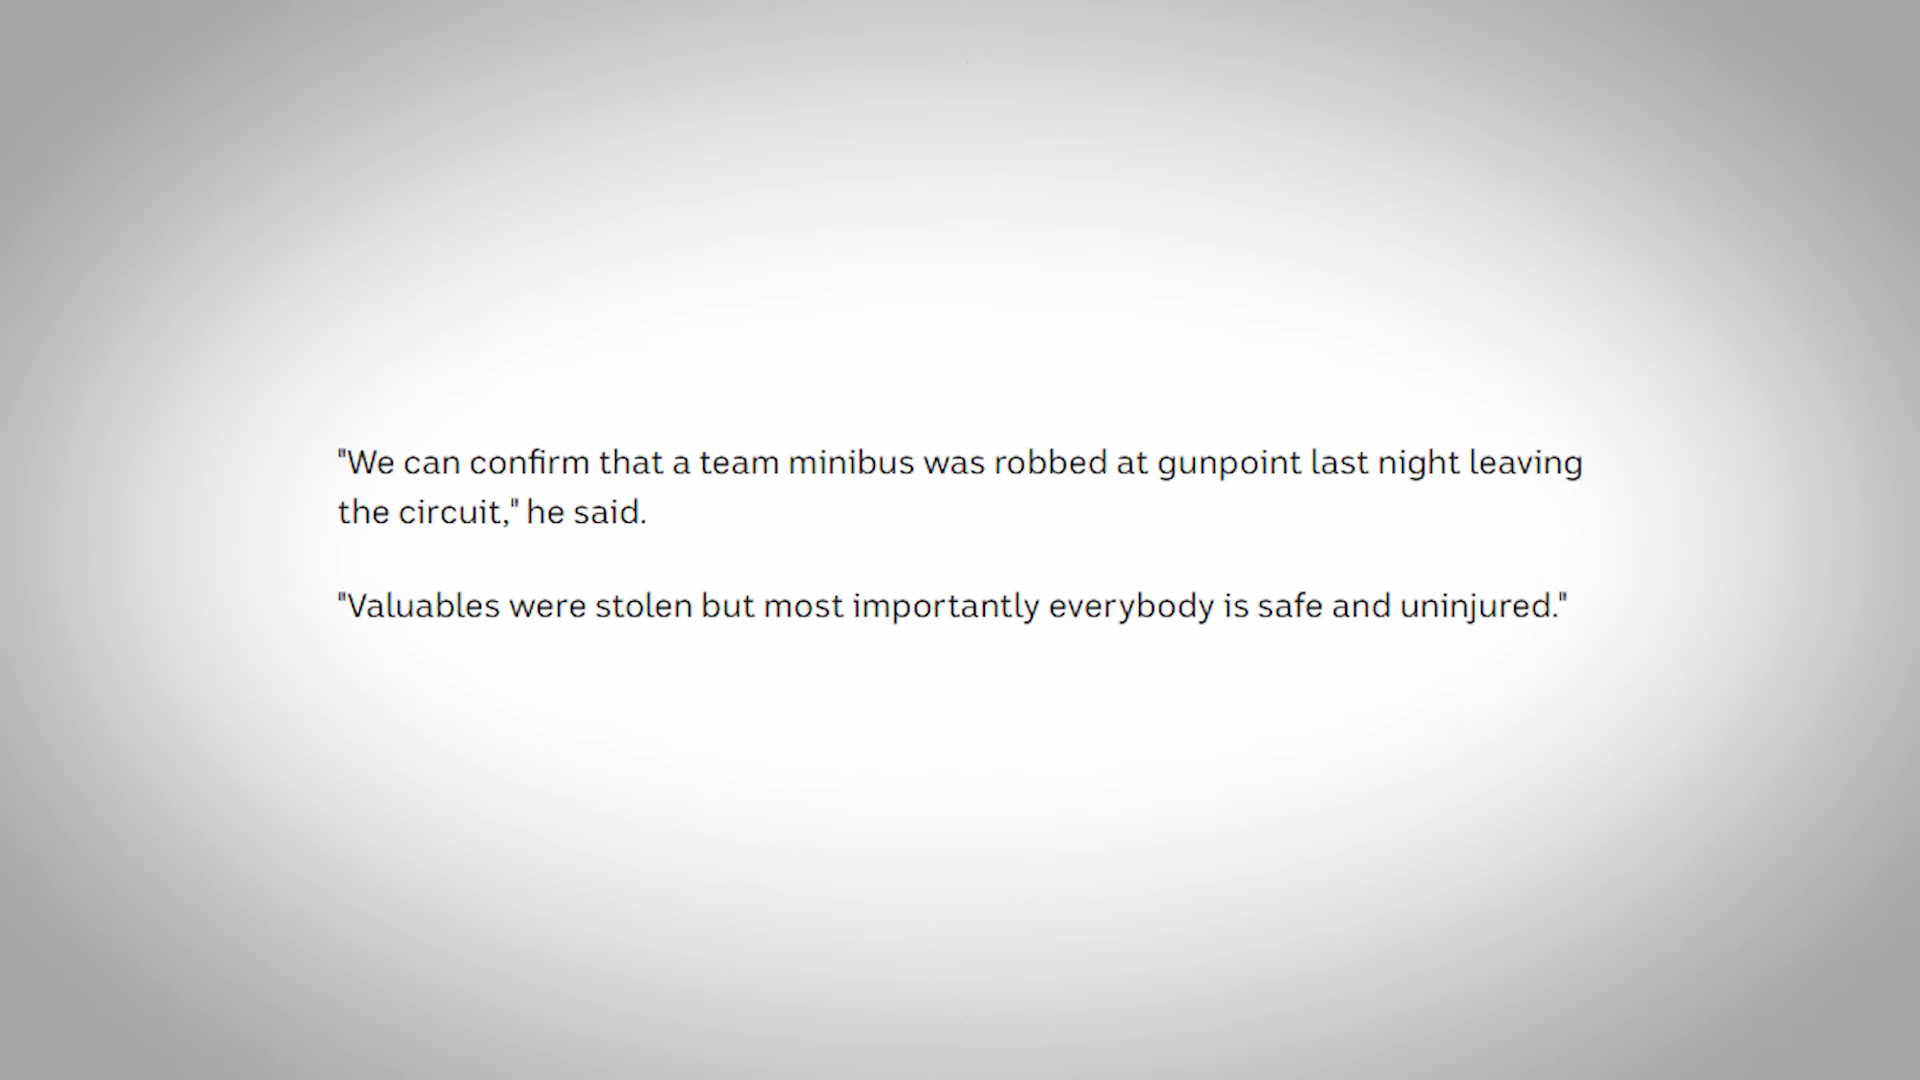 "We can confirm that a team minibus was robbed at gunpoint last night leaving
the circuit," he said.
"Valuables were stolen but most importantly everybody is safe and uninjured."